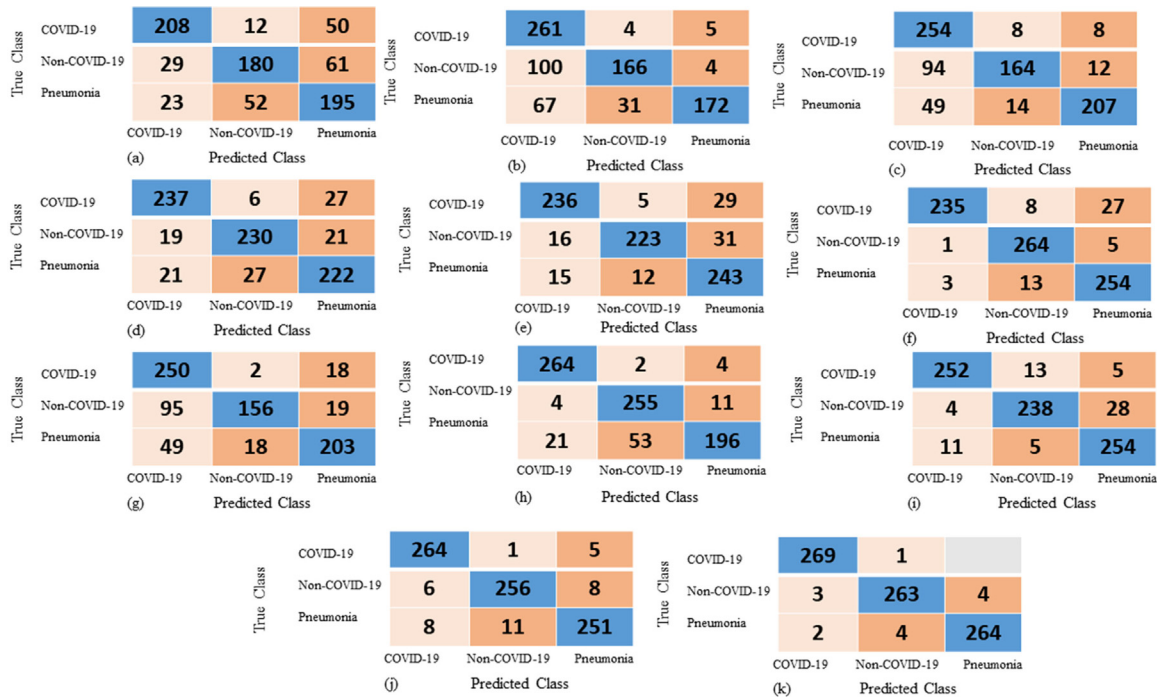 True Class
COVID-19 208 12 50
Non-COVID-19 29 180 61
Pneumonia 23 52 195
COVID-19 Non-COVID-19 Pneumonia
(a) Predicted Class
True Class
COVID-19 261 4 5
Non-COVID-19 100 166 4
Pneumonia 67 31 172
COVID-19 Non-COVID-19 Pneumonia
(b) Predicted Class
True Class
COVID-19 254 8 8
Non-COVID-19 94 164 12
Pneumonia 49 14 207
COVID-19 Non-COVID-19 Pneumonia
(c) Predicted Class
True Class
COVID-19 237 6 27
Non-COVID-19 19 230 21
Pneumonia 21 27 222
COVID-19 Non-COVID-19 Pneumonia
(d) Predicted Class
True Class
COVID-19 236 5 29
Non-COVID-19 16 223 31
Pneumonia 15 12 243
COVID-19 Non-COVID-19 Pneumonia
(e) Predicted Class
True Class
COVID-19 235 8 27
Non-COVID-19 1 264 5
Pneumonia 3 13 254
COVID-19 Non-COVID-19 Pneumonia
(f) Predicted Class
True Class
COVID-19 250 2 18
Non-COVID-19 95 156 19
Pneumonia 49 18 203
COVID-19 Non-COVID-19 Pneumonia
(g) Predicted Class
True Class
COVID-19 264 2 4
Non-COVID-19 4 255 11
Pneumonia 21 53 196
COVID-19 Non-COVID-19 Pneumonia
(h) Predicted Class
True Class
COVID-19 252 13 5
Non-COVID-19 4 238 28
Pneumonia 11 5 254
COVID-19 Non-COVID-19 Pneumonia
(i) Predicted Class
True Class
COVID-19 264 1 5
Non-COVID-19 6 256 8
Pneumonia 8 11 251
COVID-19 Non-COVID-19 Pneumonia
(j) Predicted Class
True Class
COVID-19 269 1
Non-COVID-19 3 263 4
Pneumonia 2 4 264
COVID-19 Non-COVID-19 Pneumonia
(k) Predicted Class